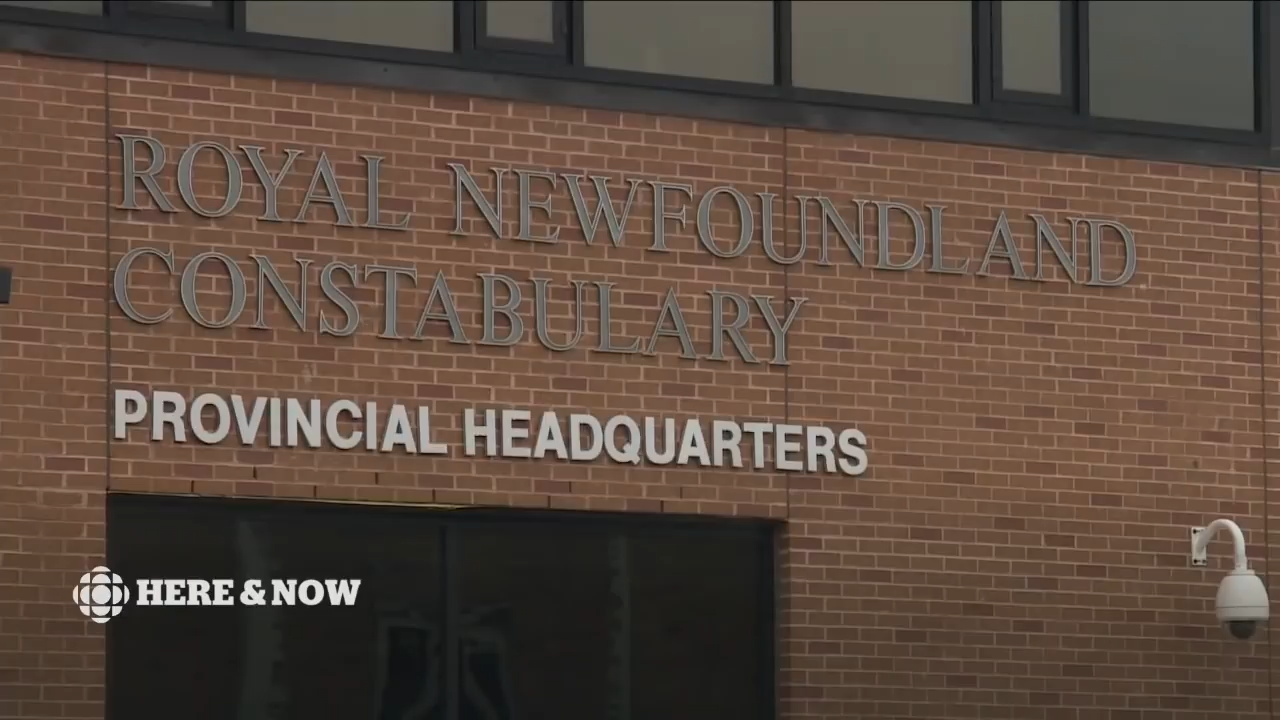 ROYAL NEWFOUNDLAND
CONSTABULARY
PROVINCIAL HEADQUARTERS
HERE & NOW